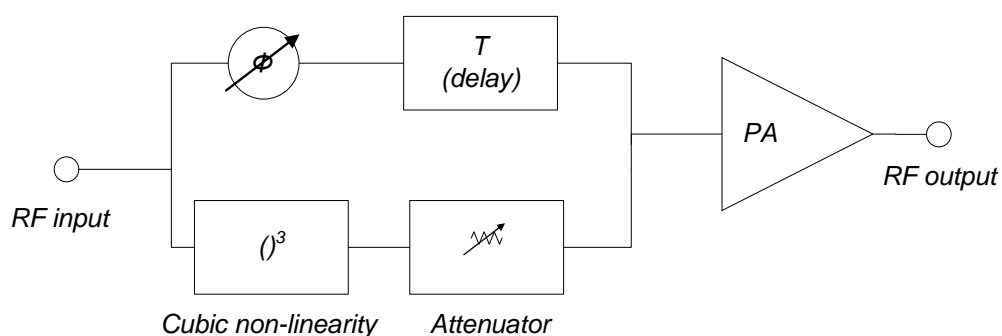 Φ
T
(delay)
PA
RF input
RF output
()³
Cubic non-linearity
Attenuator